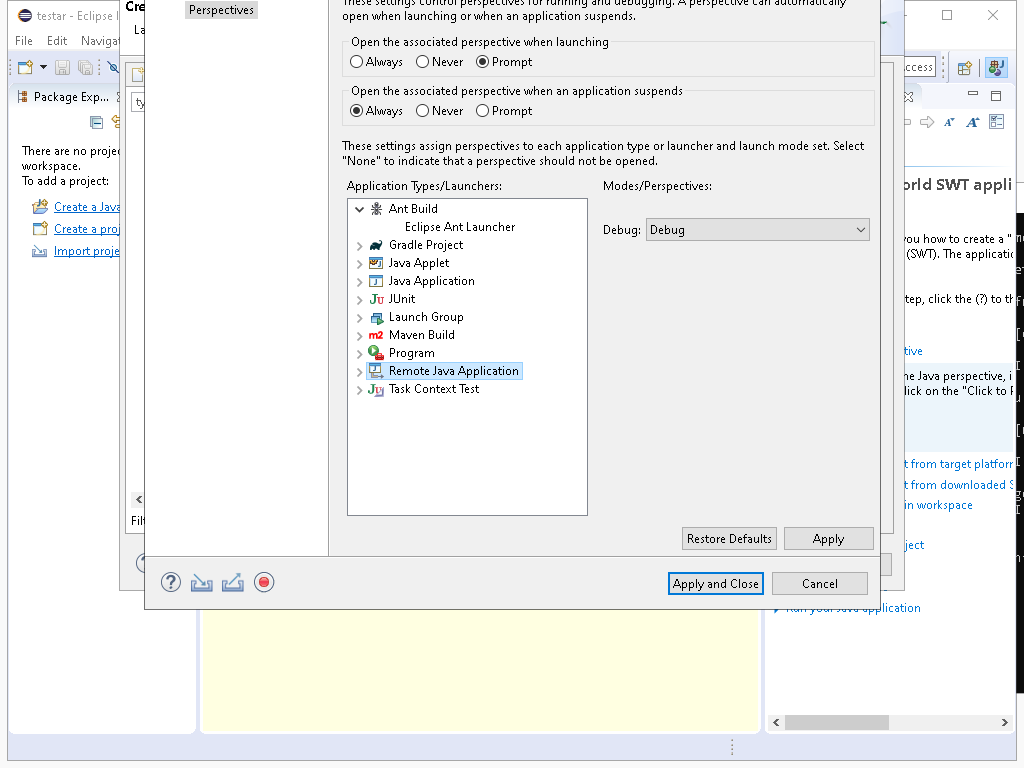 testar - Eclipse I
File Edit Naviga
Cre
La
Perspectives
These settings control perspectives for running and debugging. A perspective can automatically
open when launching or when an application suspends.
Open the associated perspective when launching
Always Never Prompt
Open the associated perspective when an application suspends
Always Never Prompt
These settings assign perspectives to each application type or launcher and launch mode set. Select
"None" to indicate that a perspective should not be opened.
Application Types/Launchers: Modes/Perspectives:
Ant Build
Eclipse Ant Launcher
Gradle Project
Java Applet
Java Application
JUnit
Launch Group
Maven Build
Program
Remote Java Application
Task Context Test
Debug: Debug
Restore Defaults Apply
Apply and Close Cancel
Package Exp...
There are no proje
workspace.
To add a project:
Create a Java
Create a proj
Import proje
ty
Filt
ccess
orld SWT appli
you how to create a "
(SWT). The applicatio
tep, click the (?) to th
tive
he Java perspective, i
lick on the "Click to P
t from target platform
t from downloaded S
in workspace
ject
Run your Java application